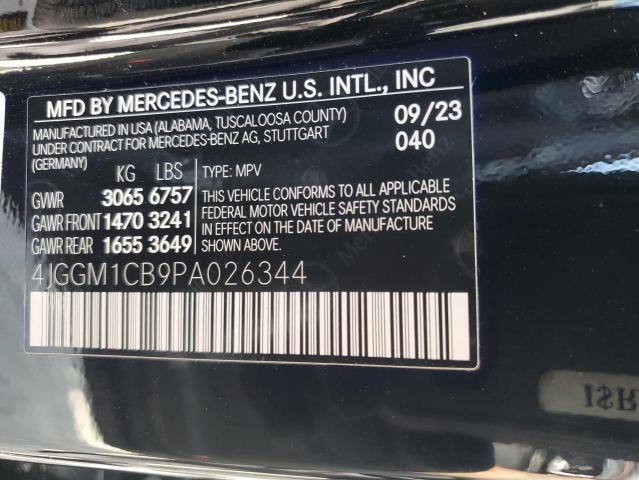 MFD BY MERCEDES-BENZ U.S. INTL., INC
MANUFACTURED IN USA (ALABAMA, TUSCALOOSA COUNTY) 09/23
UNDER CONTRACT FOR MERCEDES-BENZ AG, STUTTGART 040
(GERMANY)
KG LBS TYPE: MPV
GVWR 3065 6757 THIS VEHICLE CONFORMS TO ALL APPLICABLE
GAWR FRONT 1470 3241 FEDERAL MOTOR VEHICLE SAFETY STANDARDS
GAWR REAR 1655 3649 IN EFFECT ON THE DATE OF MANUFACTURE
SHOWN ABOVE.
4JGGM1CB9PA026344